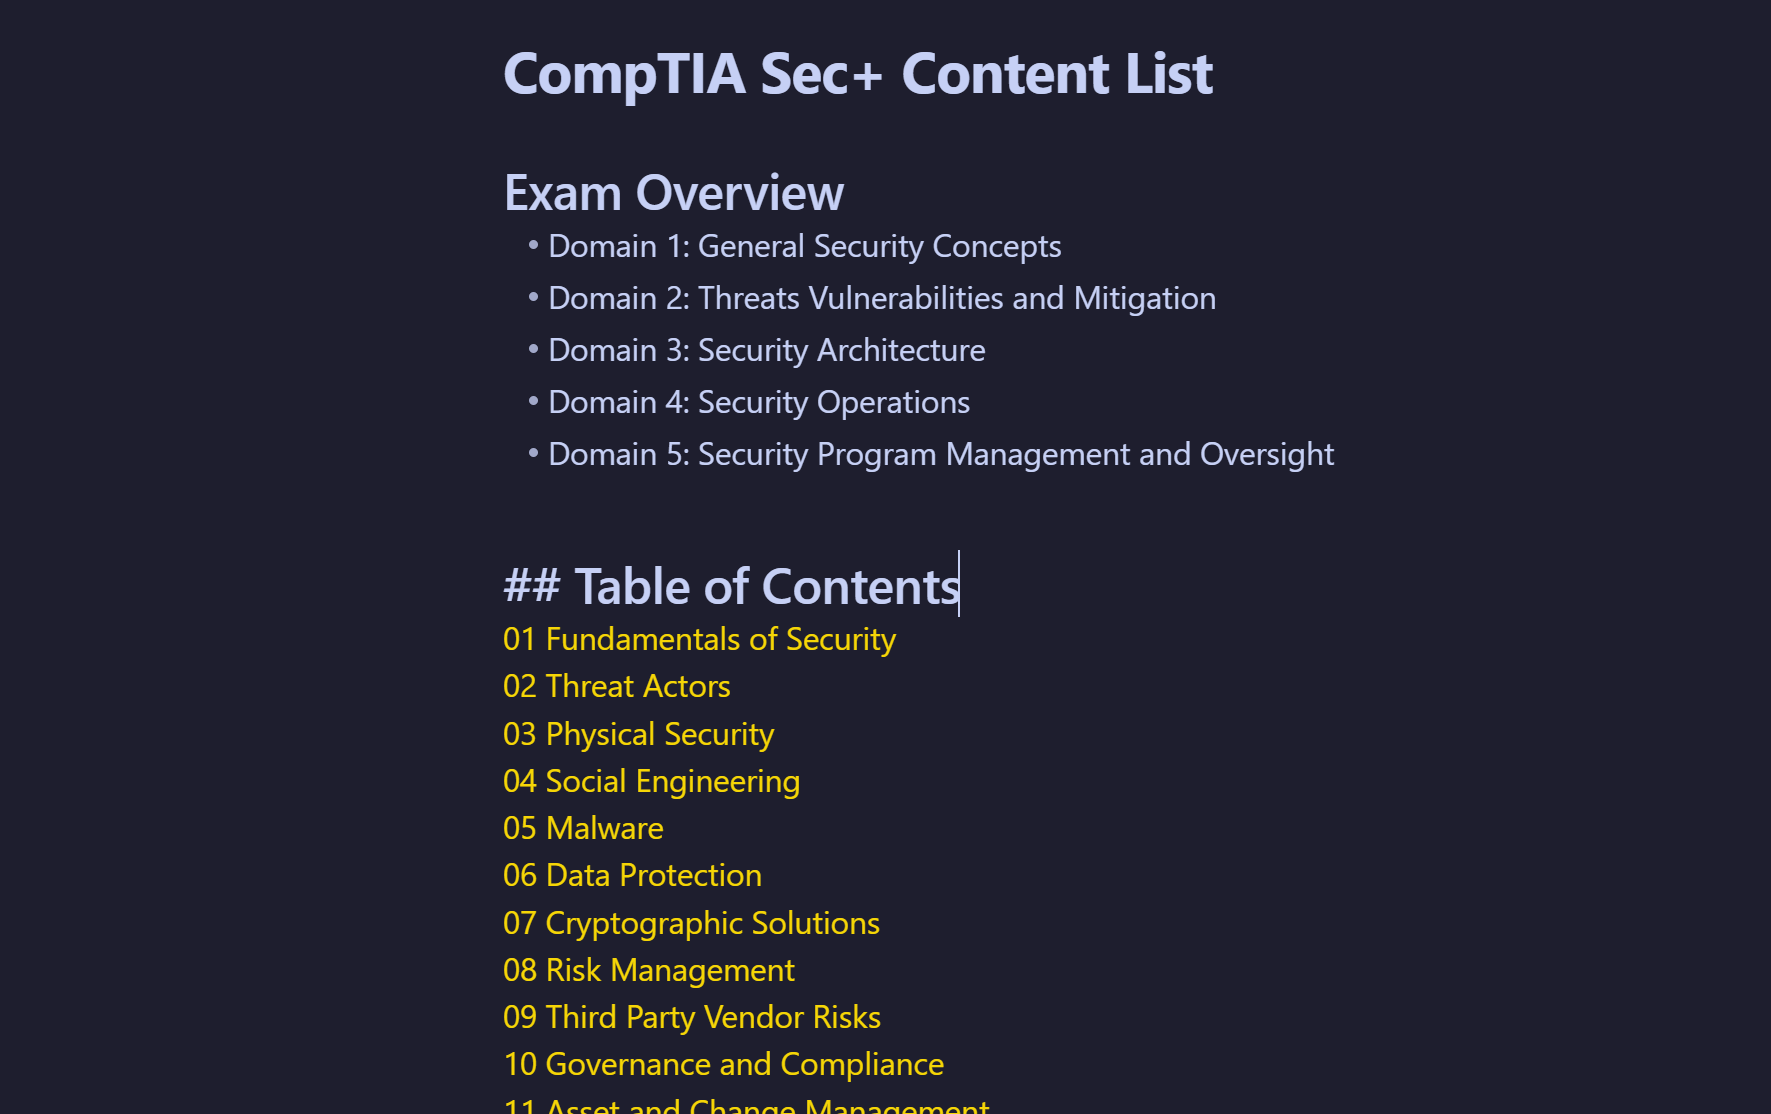 CompTIA Sec+ Content List
Exam Overview
• Domain 1: General Security Concepts
• Domain 2: Threats Vulnerabilities and Mitigation
• Domain 3: Security Architecture
• Domain 4: Security Operations
• Domain 5: Security Program Management and Oversight
## Table of Contents
01 Fundamentals of Security
02 Threat Actors
03 Physical Security
04 Social Engineering
05 Malware
06 Data Protection
07 Cryptographic Solutions
08 Risk Management
09 Third Party Vendor Risks
10 Governance and Compliance
11 Asset and Change Management